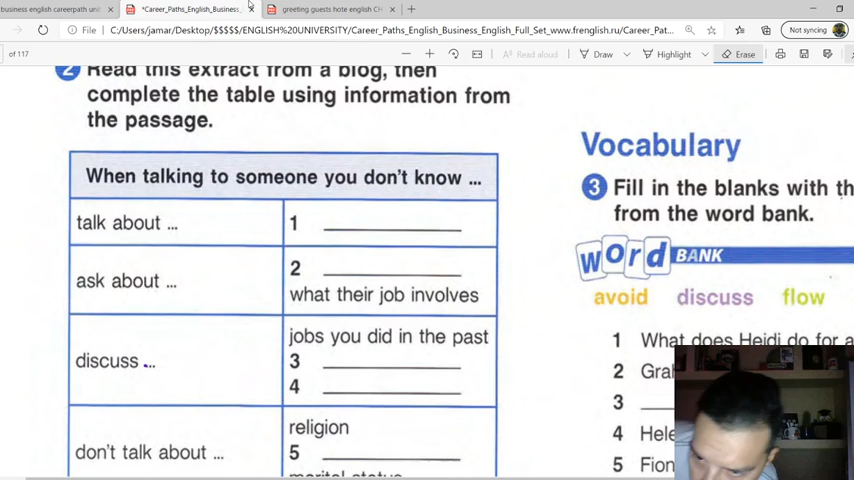 business english careerpath uni
*Career_Paths_English_Business_
greeting guests hote english CH
File
C:/Users/jamar/Desktop/$$$$$/ENGLISH UNIVERSITY/Career_Paths_English_Business_English_Full_Set_www.frenglish.ru/Career_Pat...
Not syncing
of 117
Read aloud
Draw
Highlight
Erase
2 Read this extract from a blog, then
complete the table using information from
the passage.
When talking to someone you don't know ...
talk about ...
1
ask about ...
2
what their job involves
discuss ...
jobs you did in the past
3
4
don't talk about ...
religion
5
marital status
Vocabulary
3 Fill in the blanks with th
from the word bank.
word BANK
avoid discuss flow
1 What does Heidi do for a
2 Gra
3
4 Hele
5 Fion